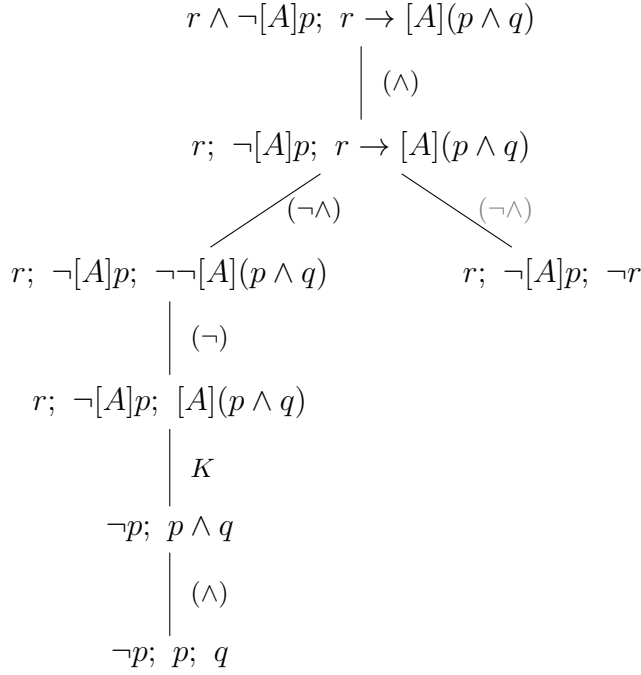 r ∧ ¬[A]p; r → [A](p ∧ q)
(∧)
r; ¬[A]p; r → [A](p ∧ q)
(¬∧) (¬∧)
r; ¬[A]p; ¬¬[A](p ∧ q) r; ¬[A]p; ¬r
(¬)
r; ¬[A]p; [A](p ∧ q)
K
¬p; p ∧ q
(∧)
¬p; p; q